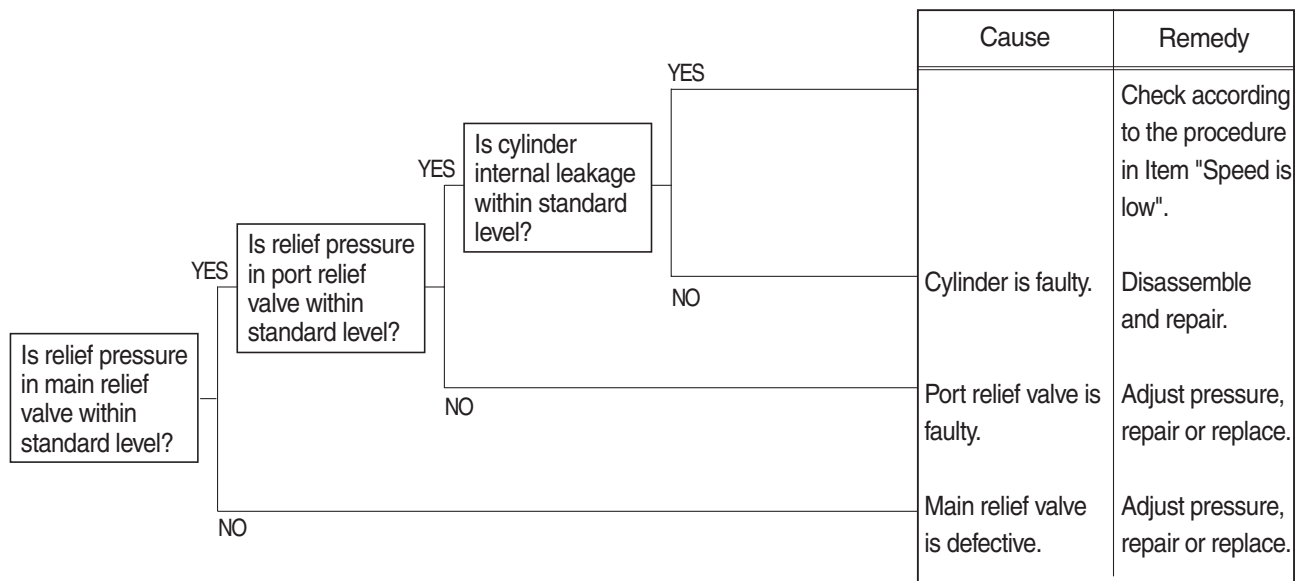 Cause
Remedy
YES
Check according
to the procedure
in Item "Speed is
low".
YES
Is cylinder
internal leakage
within standard
level?
YES
Is relief pressure
in port relief
valve within
standard level?
NO
Cylinder is faulty.
Disassemble
and repair.
Is relief pressure
in main relief
valve within
standard level?
NO
Port relief valve is
faulty.
Adjust pressure,
repair or replace.
NO
Main relief valve
is defective.
Adjust pressure,
repair or replace.